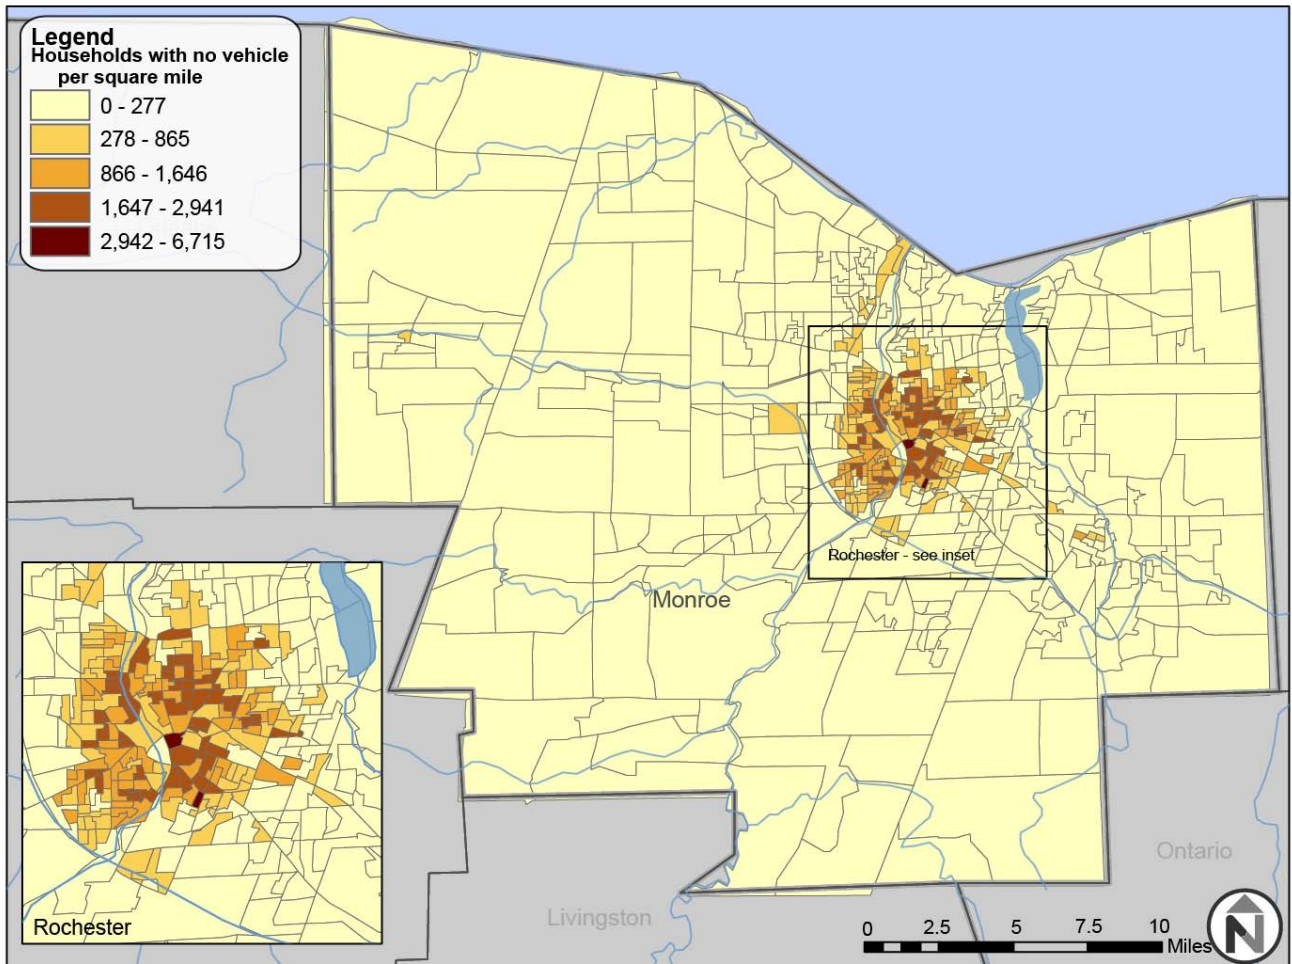 Legend
Households with no vehicle
per square mile
0 - 277
278 - 865
866 - 1,646
1,647 - 2,941
2,942 - 6,715
Rochester - see inset
Monroe
Ontario
Livingston
Rochester
0 2.5 5 7.5 10
Miles
N